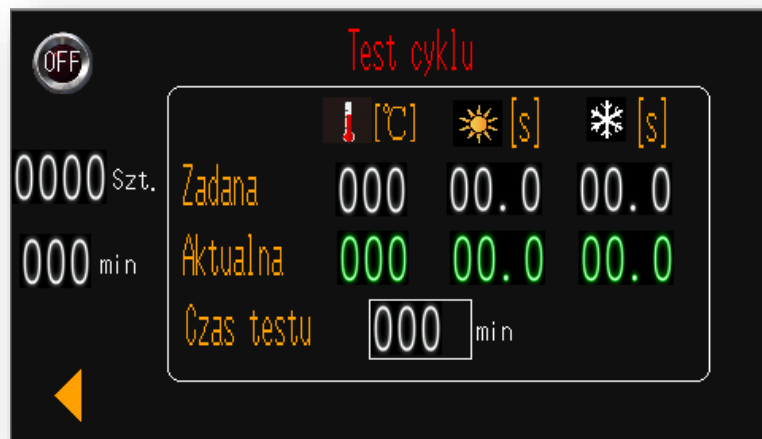 OFF
Test cyklu
[℃] [s] [s]
0000 Szt.
Zadana 000 00.0 00.0
000 min
Aktualna 000 00.0 00.0
Czas testu 000 min